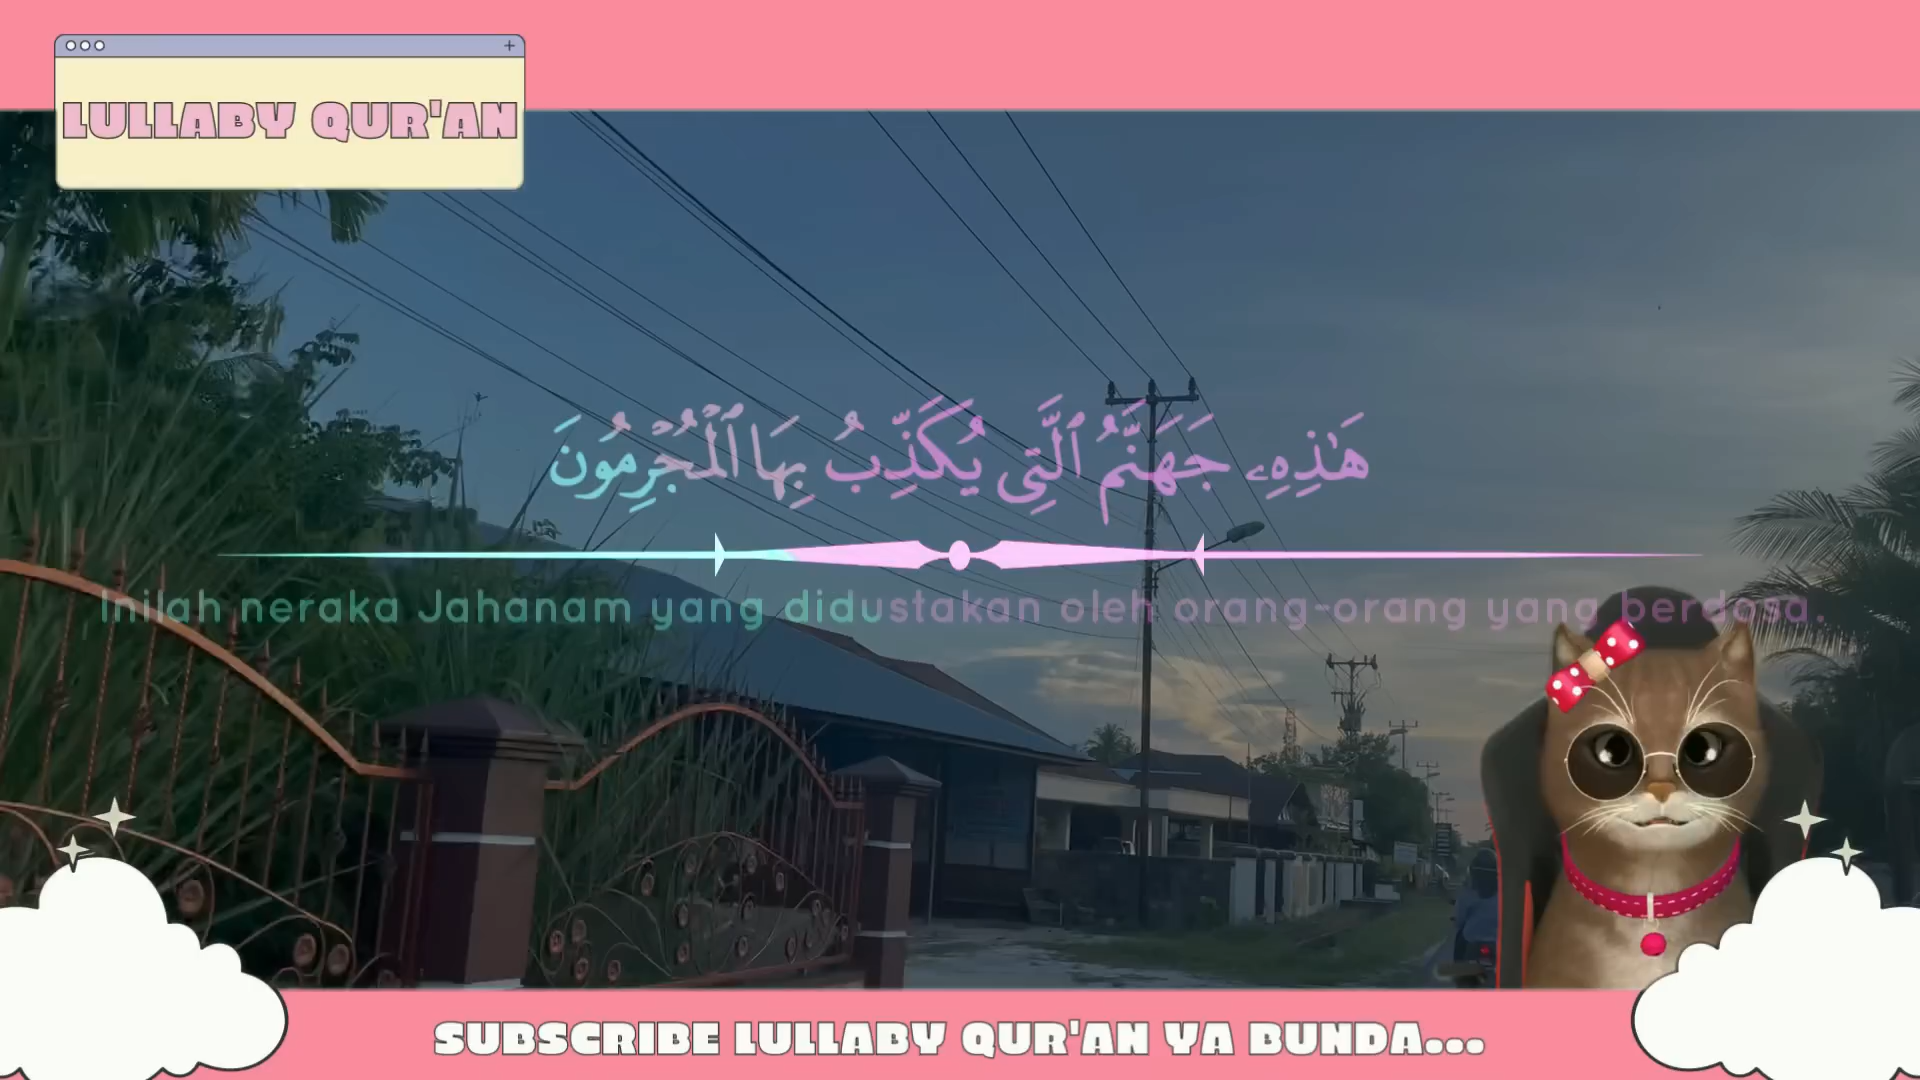 LULLABY QUR'AN
هَٰذِهِۦ جَهَنَّمُ ٱلَّتِى يُكَذِّبُ بِهَا ٱلْمُجْرِمُونَ
Inilah neraka Jahanam yang didustakan oleh orang-orang yang berdosa.
SUBSCRIBE LULLABY QUR'AN YA BUNDA...